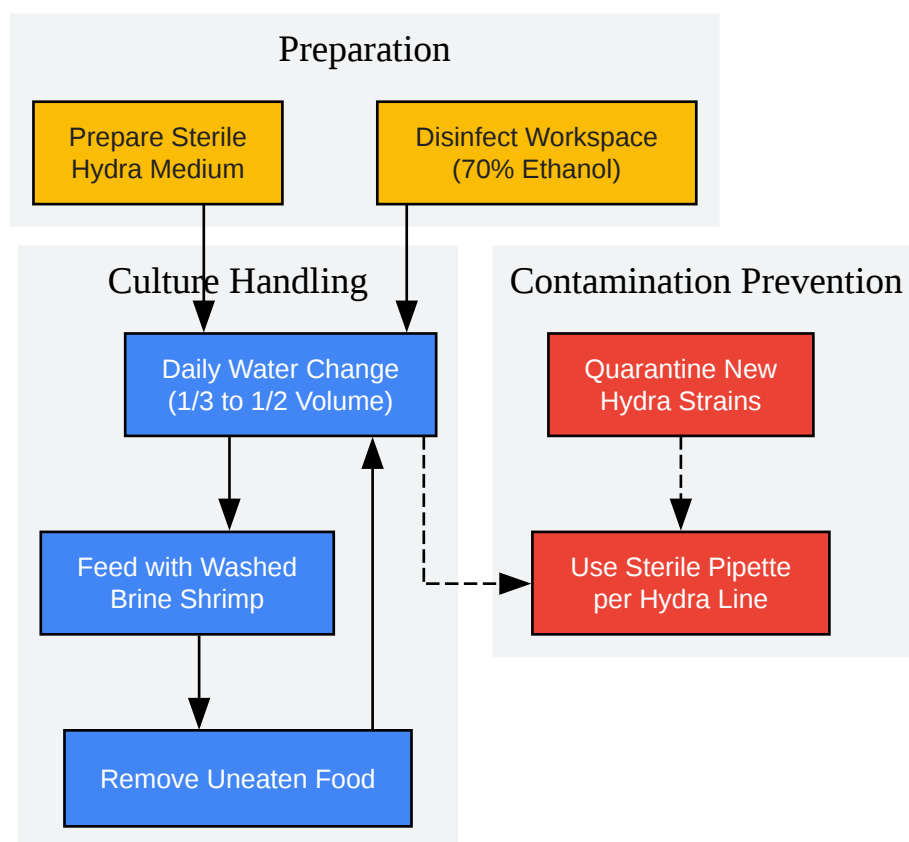 Preparation
Prepare Sterile
Hydra Medium
Disinfect Workspace
(70% Ethanol)
Culture Handling
Daily Water Change
(1/3 to 1/2 Volume)
Feed with Washed
Brine Shrimp
Remove Uneaten Food
Contamination Prevention
Quarantine New
Hydra Strains
Use Sterile Pipette
per Hydra Line